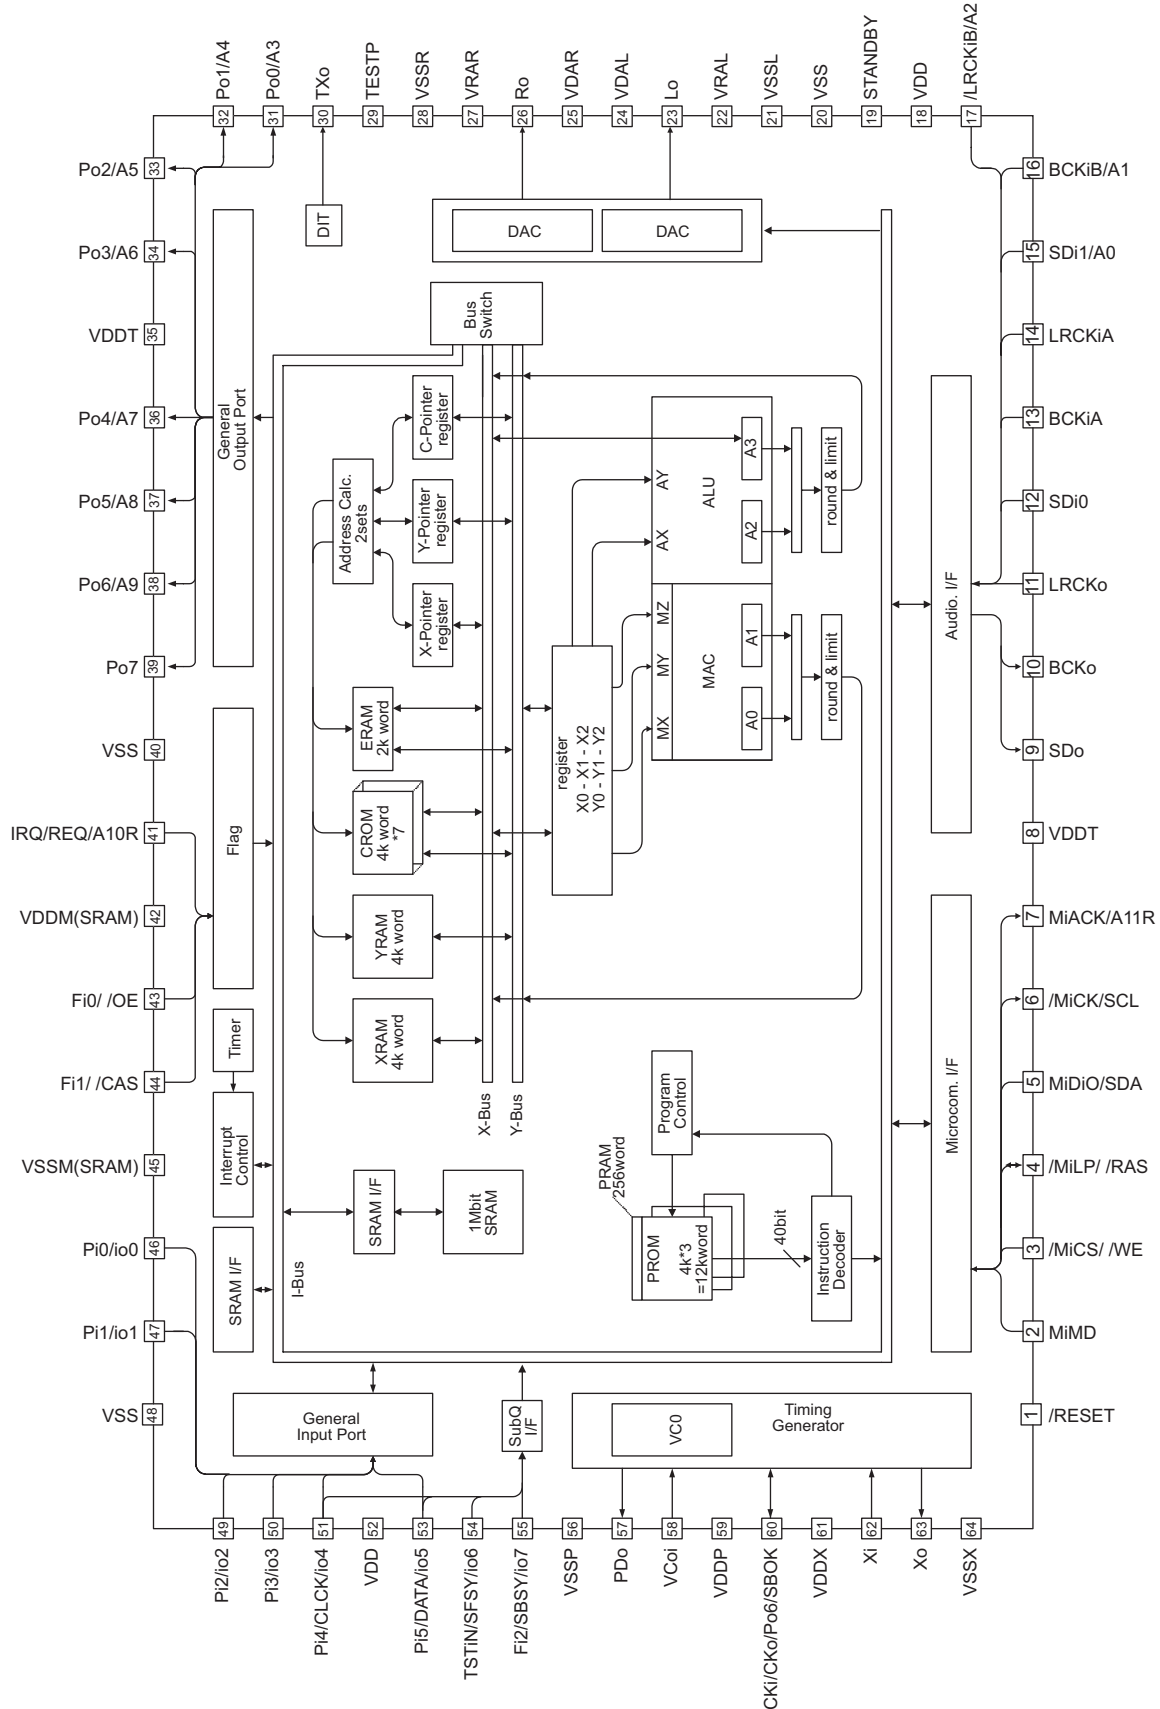 Po1/A4
Po0/A3
TXo
TESTP
VSSR
VRAR
Ro
VDAR
VDAL
Lo
VRAL
VSSL
VSS
STANDBY
VDD
/LRCKiB/A2
32
31
30
29
28
27
26
25
24
23
22
21
20
19
18
17
Po2/A5
33
Po3/A6
34
VDDT
35
Po4/A7
36
Po5/A8
37
Po6/A9
38
Po7
39
VSS
40
IRQ/REQ/A10R
41
VDDM(SRAM)
42
Fi0/ /OE
43
Fi1/ /CAS
44
VSSM(SRAM)
45
Pi0/io0
46
Pi1/io1
47
VSS
48
16
BCKiB/A1
15
SDi1/A0
14
LRCKiA
13
BCKiA
12
SDi0
11
LRCKo
10
BCKo
9
SDo
8
VDDT
7
MiACK/A11R
6
/MiCK/SCL
5
MiDiO/SDA
4
/MiLP/ /RAS
3
/MiCS/ /WE
2
MiMD
1
/RESET
DIT
DAC
DAC
Bus
Switch
General
Output Port
Address Calc.
2sets
C-Pointer
register
Y-Pointer
register
X-Pointer
register
ERAM
2k word
CROM
4k word
*7
YRAM
4k word
XRAM
4k word
X-Bus
Y-Bus
register
X0 - X1 - X2
Y0 - Y1 - Y2
AY
AX
ALU
A3
A2
round & limit
MZ
MY
MX
MAC
A1
A0
round & limit
Audio. I/F
Microcom. I/F
Flag
Timer
Interrupt
Control
SRAM I/F
I-Bus
SRAM I/F
1Mbit
SRAM
Program
Control
PRAM
256word
PROM
4k*3
=12kword
40bit
Instruction
Decoder
General
Input Port
SubQ
I/F
VC0
Timing
Generator
49
50
51
52
53
54
55
56
57
58
59
60
61
62
63
64
Pi2/io2
Pi3/io3
Pi4/CLCK/io4
VDD
Pi5/DATA/io5
TSTiN/SFSY/io6
Fi2/SBSY/io7
VSSP
PDo
VCoi
VDDP
CKi/CKo/Po6/SBOK
VDDX
Xi
Xo
VSSX